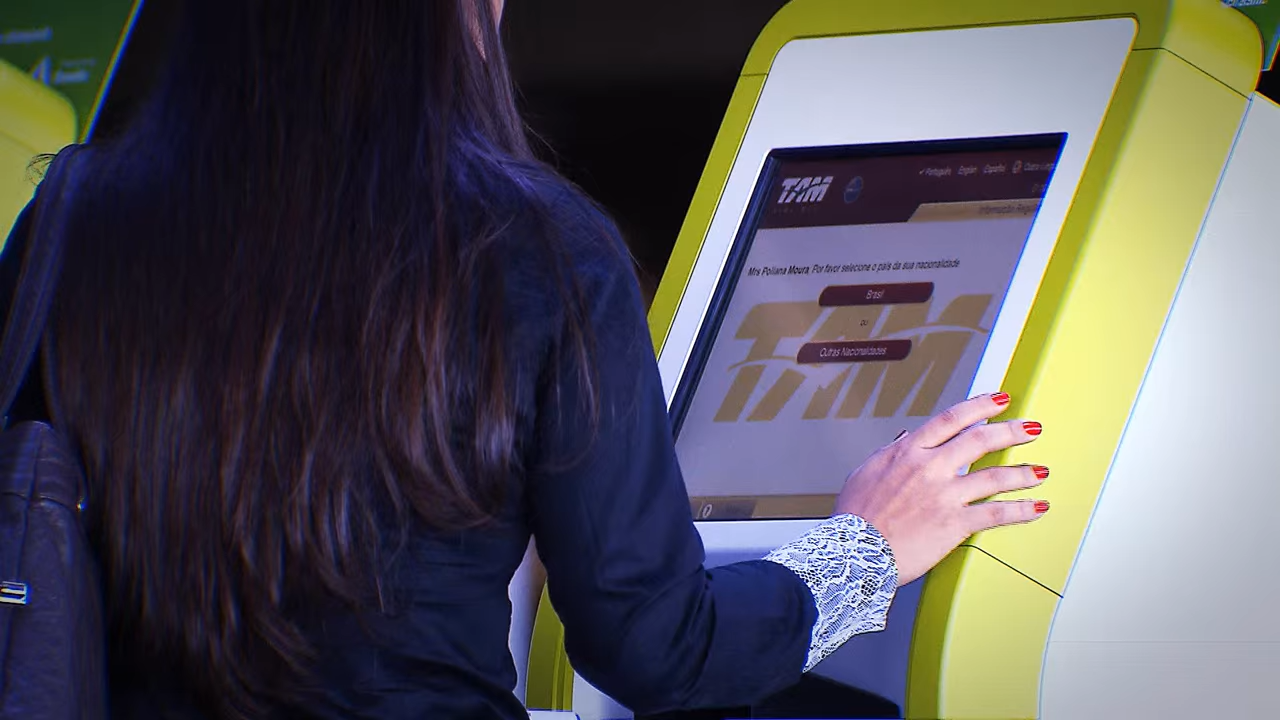 TAM
✓ Português English Español
Mrs Poliana Moura, Por favor selecione o país da sua nacionalidade
Brasil
ou
Outras Nacionalidades
TAM